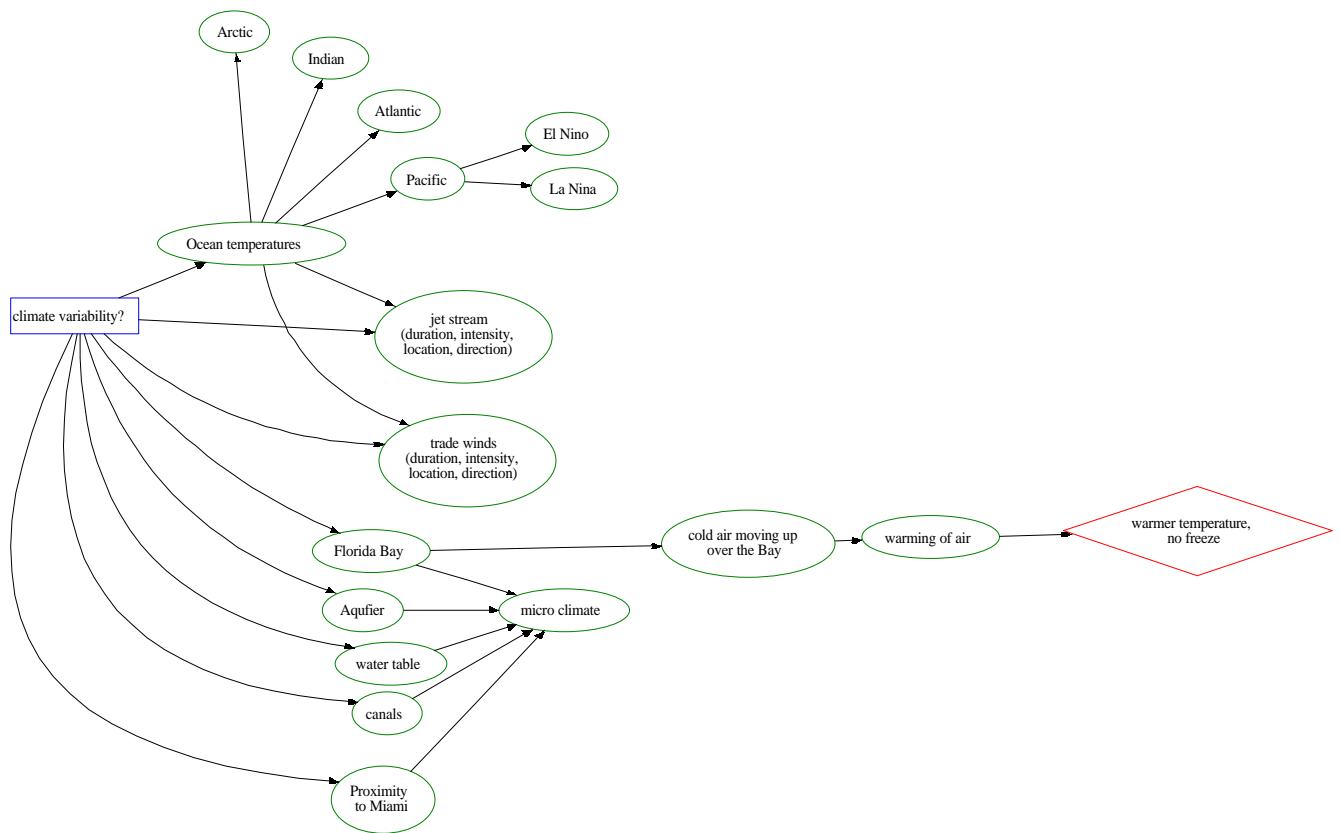 Arctic
Indian
Atlantic
El Nino
Pacific
La Nina
Ocean temperatures
climate variability?
jet stream
(duration, intensity,
location, direction)
trade winds
(duration, intensity,
location, direction)
Florida Bay
cold air moving up
over the Bay
warming of air
warmer temperature,
no freeze
Aqufier
micro climate
water table
canals
Proximity
to Miami